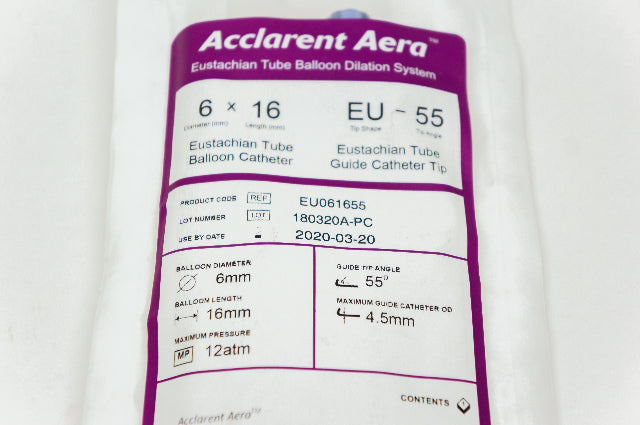 Acclarent Aera™
Eustachian Tube Balloon Dilation System
6 × 16 EU - 55
Diameter (mm) Length (mm) Tip Shape Tip Angle
Eustachian Tube Eustachian Tube
Balloon Catheter Guide Catheter Tip
PRODUCT CODE REF EU061655
LOT NUMBER LOT 180320A-PC
USE BY DATE 2020-03-20
BALLOON DIAMETER
6mm
BALLOON LENGTH
16mm
MAXIMUM PRESSURE
MP 12atm
GUIDE TIP ANGLE
55°
MAXIMUM GUIDE CATHETER OD
4.5mm
CONTENTS 1
Acclarent Aera™